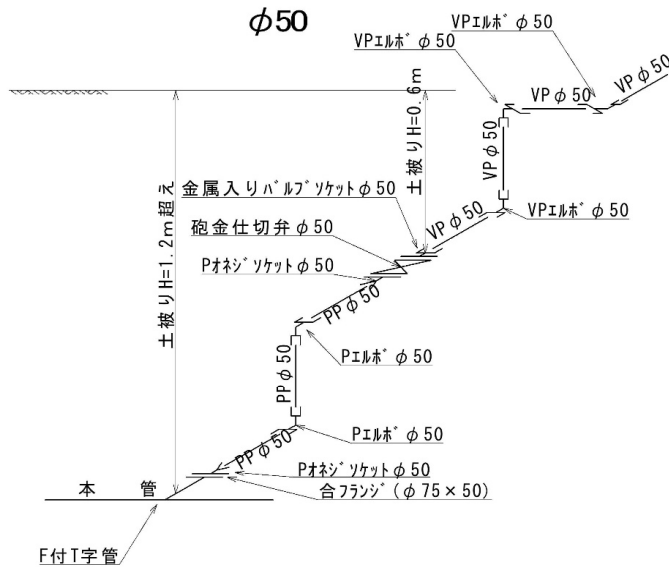 φ50
VPエルボφ50
VPエルボφ50
VPφ50
VPφ50
土被りH=0.6m
VPφ50
金属入りバルブソケットφ50
VPエルボφ50
VPφ50
砲金仕切弁φ50
Pオネジソケットφ50
土被りH=1.2m超え
PPφ50
Pエルボφ50
PPφ50
Pエルボφ50
PPφ50
Pオネジソケットφ50
合フランジ(φ75×50)
本 管
F付T字管